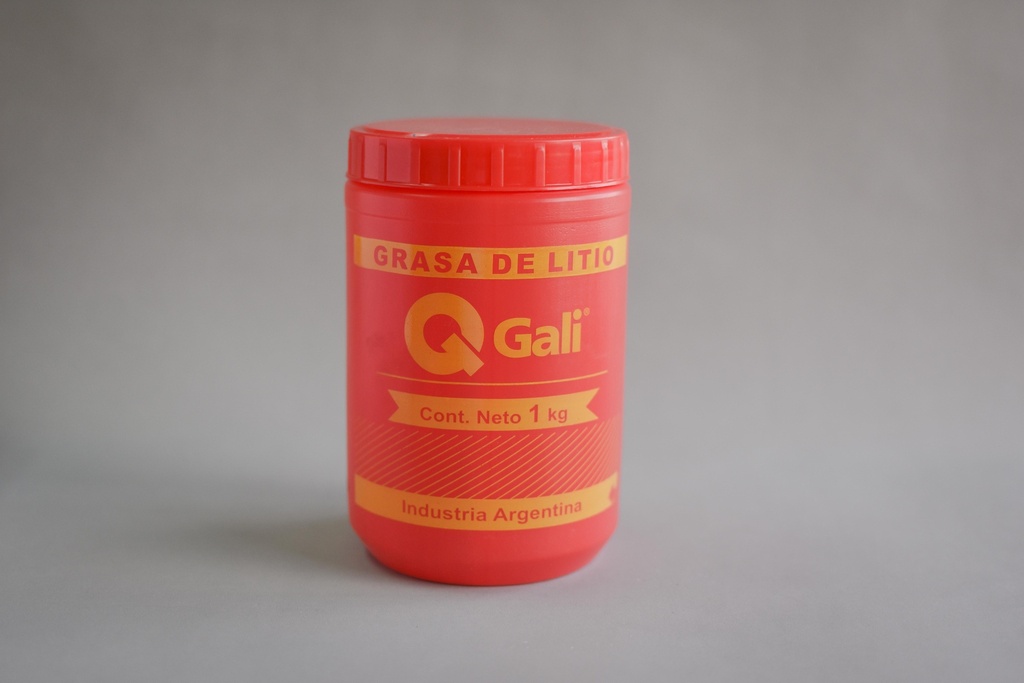 GRASA DE LITIO
Q Gali®
Cont. Neto 1 kg
Industria Argentina